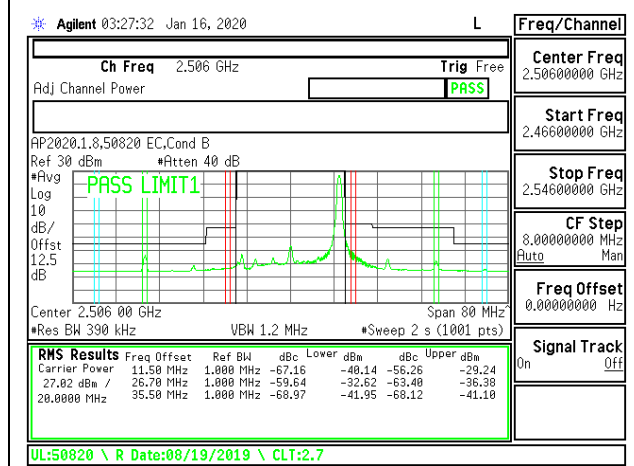 Agilent 03:27:32 Jan 16, 2020 L
Freq/Channel
Ch Freq 2.506 GHz Trig Free
Adj Channel Power PASS
Center Freq
2.50600000 GHz
Start Freq
2.46600000 GHz
Stop Freq
2.54600000 GHz
CF Step
8.00000000 MHz
Auto Man
Freq Offset
0.00000000 Hz
Signal Track
On Off
AP2020.1.8,50820 EC,Cond B
Ref 30 dBm #Atten 40 dB
#Avg
Log
10
dB/
Offst
12.5
dB
PASS LIMIT1
Center 2.506 00 GHz Span 80 MHz^
#Res BW 390 kHz VBW 1.2 MHz #Sweep 2 s (1001 pts)
RMS Results Freq Offset Ref BW dBc Lower dBm dBc Upper dBm
Carrier Power 11.50 MHz 1.000 MHz -67.16 -40.14 -56.26 -29.24
27.02 dBm / 26.70 MHz 1.000 MHz -59.64 -32.62 -63.40 -36.38
20.0000 MHz 35.50 MHz 1.000 MHz -68.97 -41.95 -68.12 -41.10
UL:50820 \ R Date:08/19/2019 \ CLT:2.7